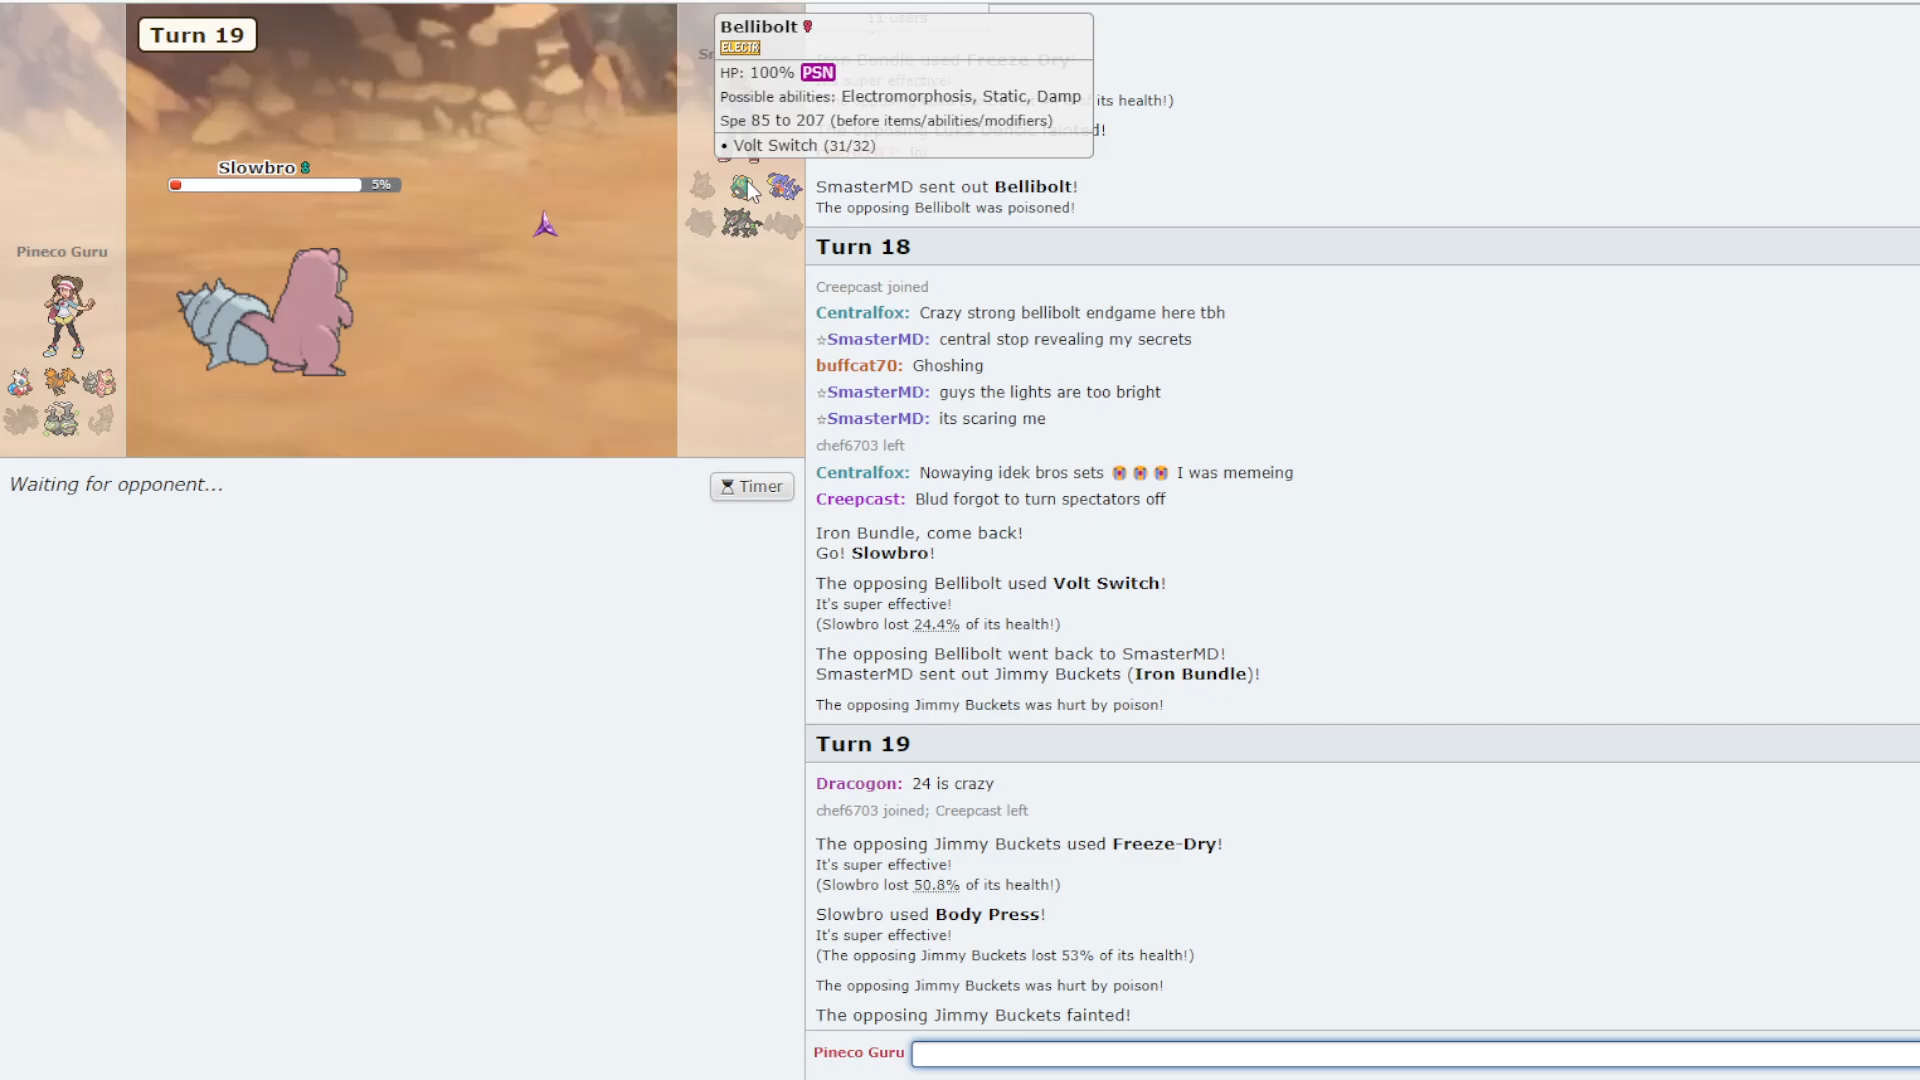 Turn 19
Slowbro
5%
Pineco Guru
Bellibolt
ELECTR
HP: 100% PSN
Possible abilities: Electromorphosis, Static, Damp
Spe 85 to 207 (before items/abilities/modifiers)
• Volt Switch (31/32)
Waiting for opponent...
Timer
11 users
its health!)
SmasterMD sent out Bellibolt!
The opposing Bellibolt was poisoned!
Turn 18
Creepcast joined
Centralfox: Crazy strong bellibolt endgame here tbh
☆SmasterMD: central stop revealing my secrets
buffcat70: Ghoshing
☆SmasterMD: guys the lights are too bright
☆SmasterMD: its scaring me
chef6703 left
Centralfox: Nowaying idek bros sets 😭 😭 😭 I was memeing
Creepcast: Blud forgot to turn spectators off
Iron Bundle, come back!
Go! Slowbro!
The opposing Bellibolt used Volt Switch!
It's super effective!
(Slowbro lost 24.4% of its health!)
The opposing Bellibolt went back to SmasterMD!
SmasterMD sent out Jimmy Buckets (Iron Bundle)!
The opposing Jimmy Buckets was hurt by poison!
Turn 19
Dracogon: 24 is crazy
chef6703 joined; Creepcast left
The opposing Jimmy Buckets used Freeze-Dry!
It's super effective!
(Slowbro lost 50.8% of its health!)
Slowbro used Body Press!
It's super effective!
(The opposing Jimmy Buckets lost 53% of its health!)
The opposing Jimmy Buckets was hurt by poison!
The opposing Jimmy Buckets fainted!
Pineco Guru